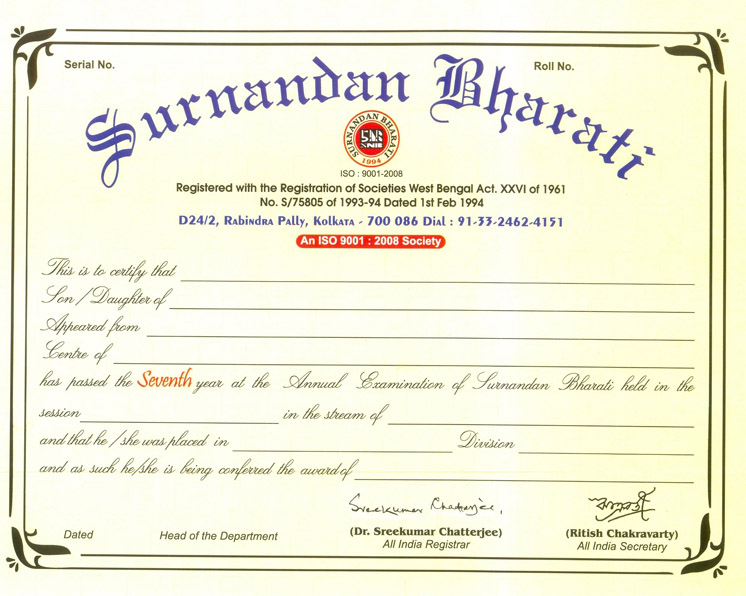 Serial No.
Roll No.
Surnandan Bharati
SURNANDAN BHARATI
1994
ISO : 9001-2008
Registered with the Registration of Societies West Bengal Act. XXVI of 1961
No. S/75805 of 1993-94 Dated 1st Feb 1994
D24/2, Rabindra Pally, Kolkata - 700 086 Dial : 91-33-2462-4151
An ISO 9001 : 2008 Society
This is to certify that
Son / Daughter of
Appeared from
Centre of
has passed the Seventh year at the Annual Examination of Surnandan Bharati held in the
session in the stream of
and that he / she was placed in Division
and as such he/she is being conferred the award of
Sreekumar Chatterjee,
Dated
Head of the Department
(Dr. Sreekumar Chatterjee)
All India Registrar
(Ritish Chakravarty)
All India Secretary